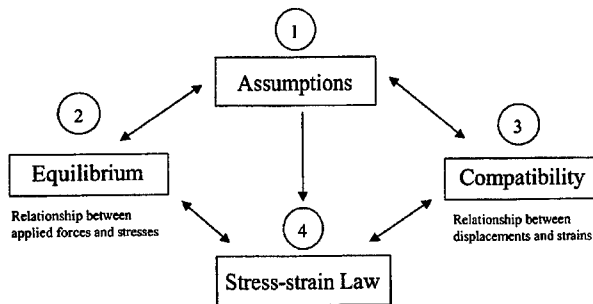 1
Assumptions
2
3
Equilibrium
Compatibility
Relationship between
applied forces and stresses
Relationship between
displacements and strains
4
Stress-strain Law